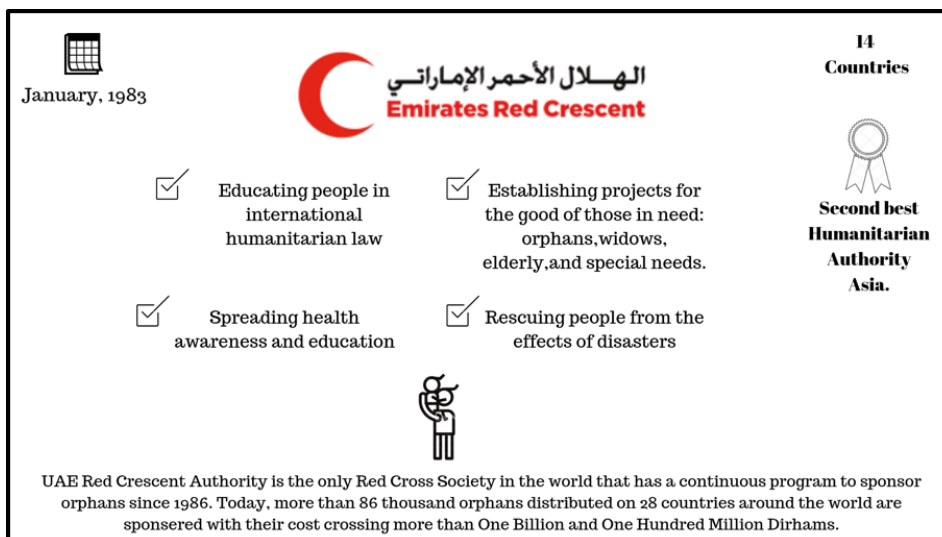 January, 1983
الهلال الأحمر الإماراتي
Emirates Red Crescent
14
Countries
Second best
Humanitarian
Authority
Asia.
Educating people in
international
humanitarian law
Establishing projects for
the good of those in need:
orphans,widows,
elderly,and special needs.
Spreading health
awareness and education
Rescuing people from the
effects of disasters
UAE Red Crescent Authority is the only Red Cross Society in the world that has a continuous program to sponsor
orphans since 1986. Today, more than 86 thousand orphans distributed on 28 countries around the world are
sponsered with their cost crossing more than One Billion and One Hundred Million Dirhams.